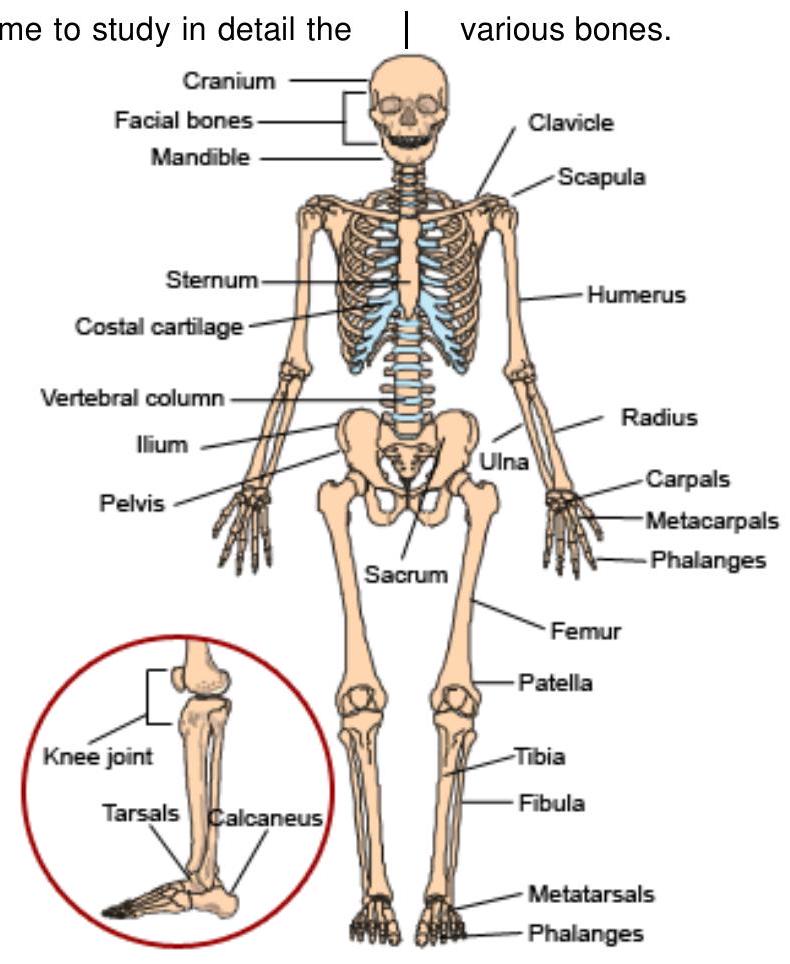 me to study in detail the
various bones.
Cranium
Facial bones
Mandible
Clavicle
Scapula
Sternum
Humerus
Costal cartilage
Vertebral column
Ilium
Radius
Ulna
Pelvis
Carpals
Metacarpals
Phalanges
Sacrum
Femur
Patella
Knee joint
Tibia
Tarsals
Calcaneus
Fibula
Metatarsals
Phalanges